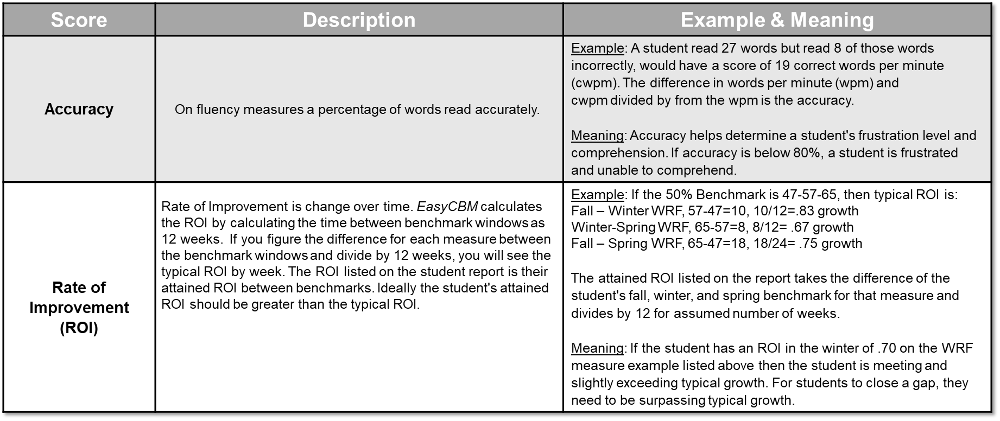 Score
Description
Example & Meaning
Accuracy
On fluency measures a percentage of words read accurately.
Example: A student read 27 words but read 8 of those words
incorrectly, would have a score of 19 correct words per minute
(cwpm). The difference in words per minute (wpm) and
cwpm divided by from the wpm is the accuracy.
Meaning: Accuracy helps determine a student's frustration level and
comprehension. If accuracy is below 80%, a student is frustrated
and unable to comprehend.
Rate of
Improvement
(ROI)
Rate of Improvement is change over time. EasyCBM calculates
the ROI by calculating the time between benchmark windows as
12 weeks.  If you figure the difference for each measure between
the benchmark windows and divide by 12 weeks, you will see the
typical ROI by week. The ROI listed on the student report is their
attained ROI between benchmarks. Ideally the student's attained
ROI should be greater than the typical ROI.
Example: If the 50% Benchmark is 47-57-65, then typical ROI is:
Fall – Winter WRF, 57-47=10, 10/12=.83 growth
Winter-Spring WRF, 65-57=8, 8/12= .67 growth
Fall – Spring WRF, 65-47=18, 18/24= .75 growth
The attained ROI listed on the report takes the difference of the
student's fall, winter, and spring benchmark for that measure and
divides by 12 for assumed number of weeks.
Meaning: If the student has an ROI in the winter of .70 on the WRF
measure example listed above then the student is meeting and
slightly exceeding typical growth. For students to close a gap, they
need to be surpassing typical growth.